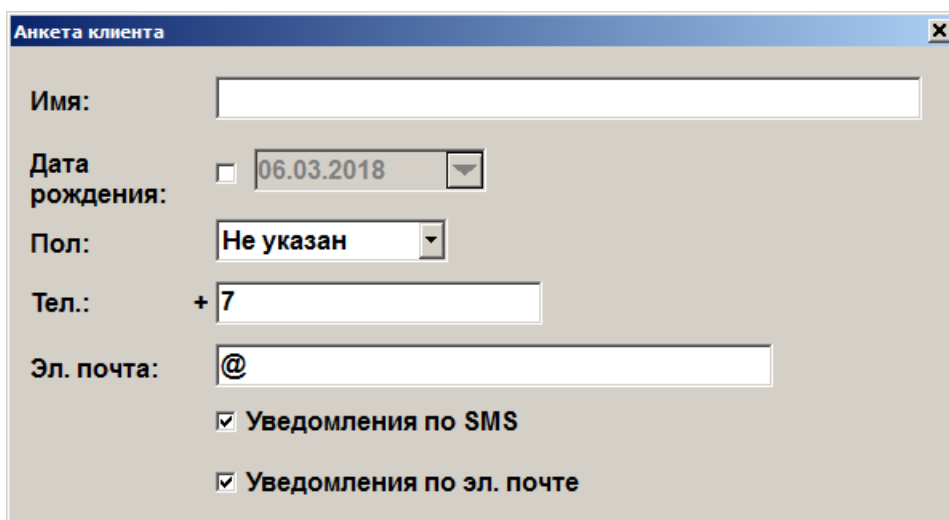 Анкета клиента
Имя:
Дата
рождения:
06.03.2018
Пол:
Не указан
Тел.:
+ 7
Эл. почта:
@
Уведомления по SMS
Уведомления по эл. почте